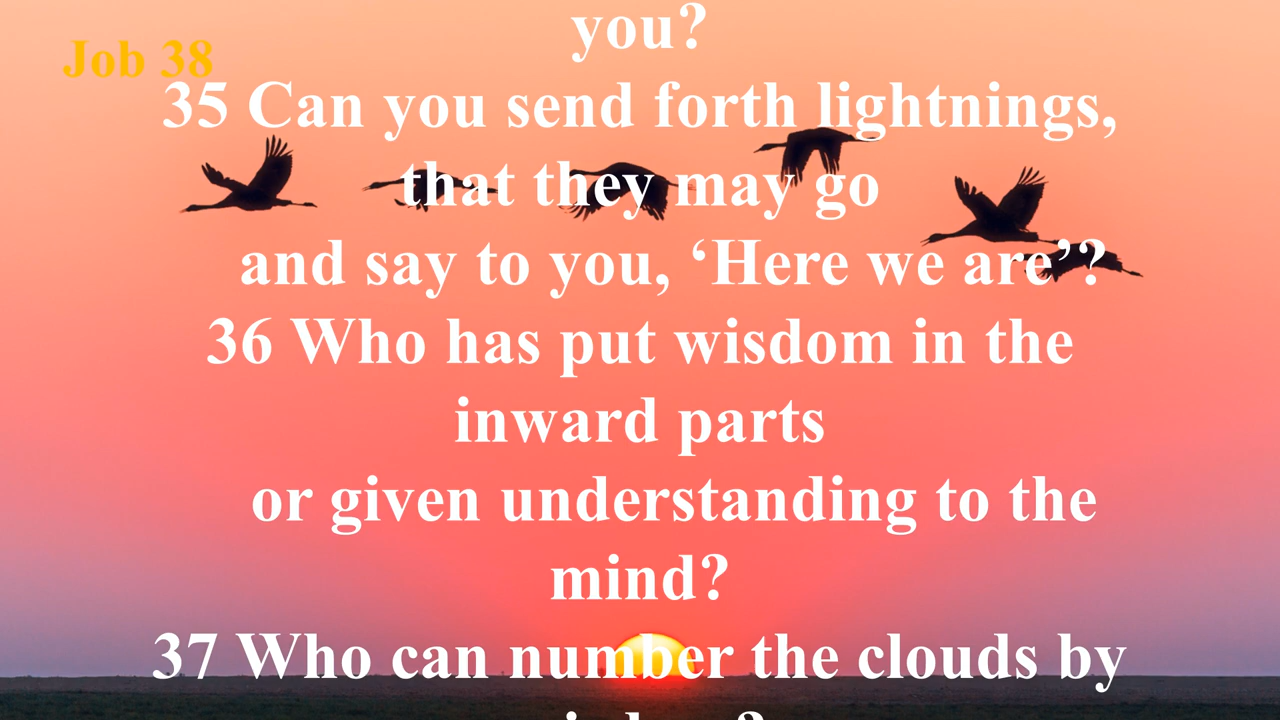 you?
Job 38
35 Can you send forth lightnings,
that they may go
and say to you, ‘Here we are’?
36 Who has put wisdom in the
inward parts
or given understanding to the
mind?
37 Who can number the clouds by